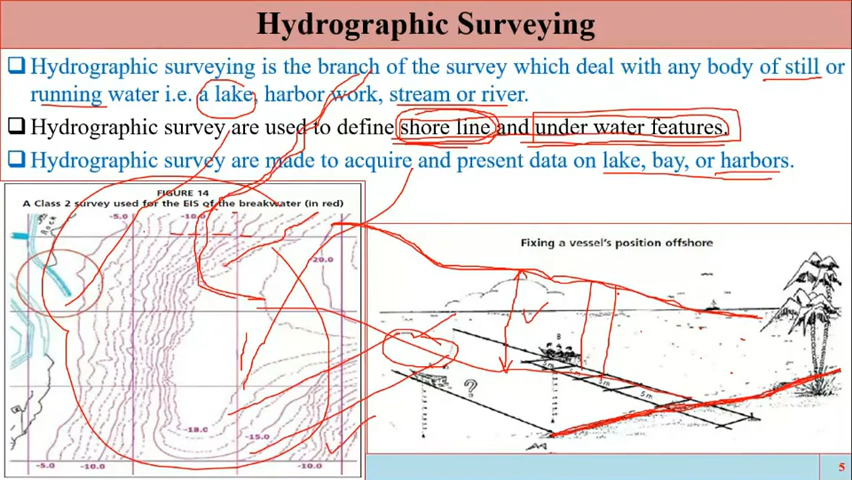 Hydrographic Surveying
Hydrographic surveying is the branch of the survey which deal with any body of still or
running water i.e. a lake, harbor work, stream or river.
Hydrographic survey are used to define shore line and under water features.
Hydrographic survey are made to acquire and present data on lake, bay, or harbors.
FIGURE 14
A Class 2 survey used for the EIS of the breakwater (in red)
-5.0
-10.0
Rock
20.0
-18.0
-15.0
-5.0
-10.0
-10.0
Fixing a vessel's position offshore
B
?
5m
5m
A
5